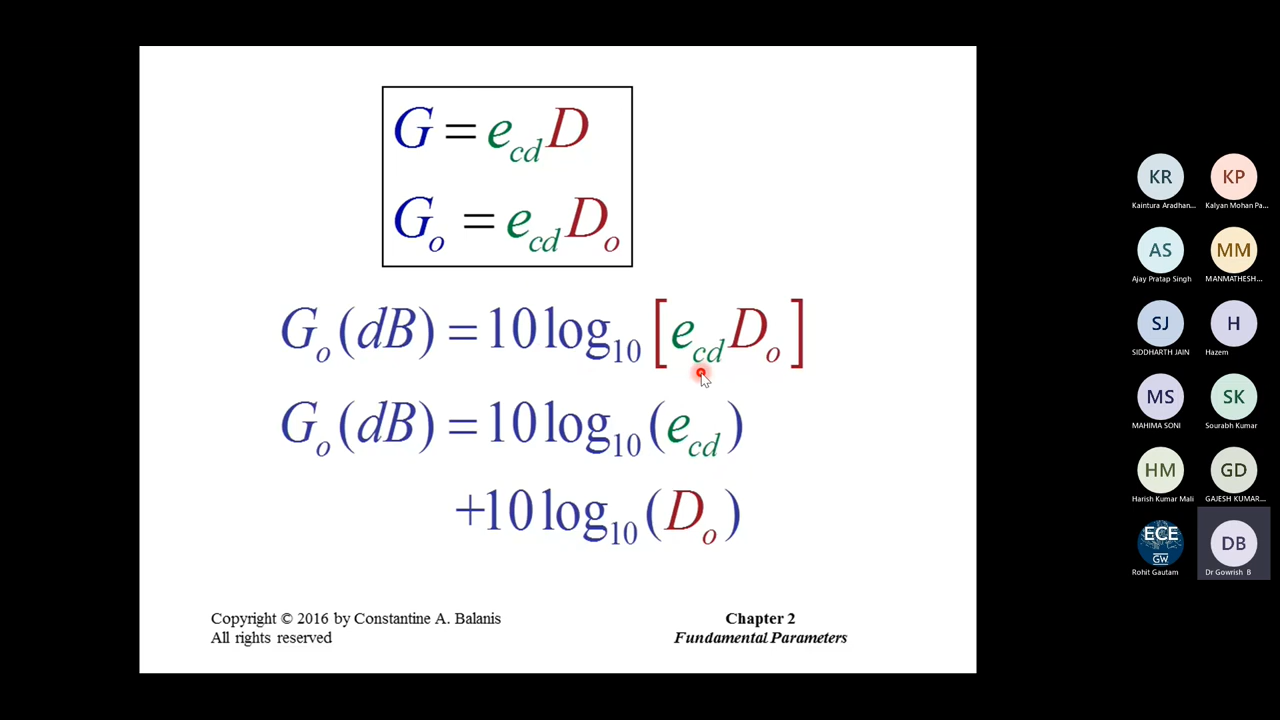 G = e_cd D
G_o = e_cd D_o
G_o (dB) = 10 log_10 [e_cd D_o]
G_o (dB) = 10 log_10 (e_cd)
+10 log_10 (D_o)
Copyright © 2016 by Constantine A. Balanis
All rights reserved
Chapter 2
Fundamental Parameters
KR
Kaintura Aradhan...
KP
Kalyan Mohan Pa...
AS
Ajay Pratap Singh
MM
MANMATHESH...
SJ
SIDDHARTH JAIN
H
Hazem
MS
MAHIMA SONI
SK
Sourabh Kumar
HM
Harish Kumar Mali
GD
GAJESH KUMAR...
ECE
GW
Rohit Gautam
DB
Dr Gowrish B